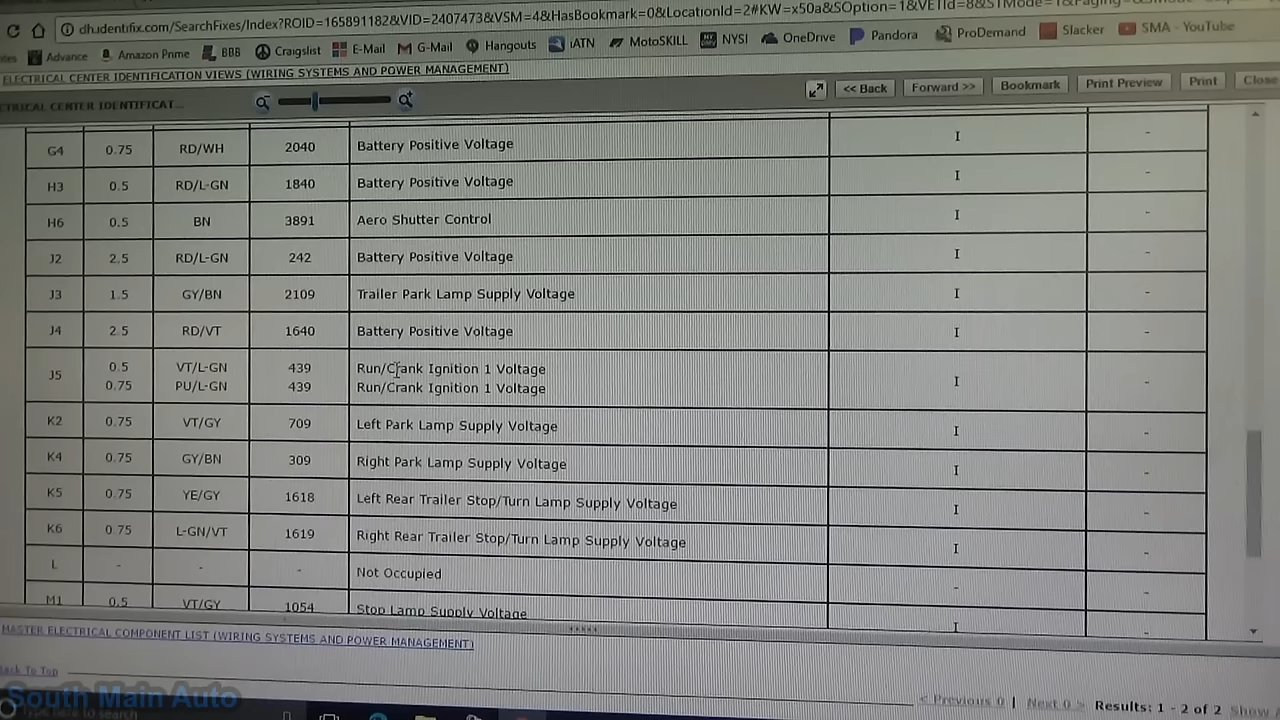 dh.identifix.com/SearchFixes/Index?ROID=165891182&VID=2407473&VSM=4&HasBookmark=0&LocationId=2#KW=x50a&SOption=1&VETId=8&STMode=1&Paging=
Advance Amazon Prime BBB Craigslist E-Mail G-Mail Hangouts iATN MotoSKILL NYSI OneDrive Pandora ProDemand Slacker SMA - YouTube
ELECTRICAL CENTER IDENTIFICATION VIEWS (WIRING SYSTEMS AND POWER MANAGEMENT)
CTRICAL CENTER IDENTIFICAT... << Back Forward >> Bookmark Print Preview Print Close
G4 0.75 RD/WH 2040 Battery Positive Voltage I -
H3 0.5 RD/L-GN 1840 Battery Positive Voltage I -
H6 0.5 BN 3891 Aero Shutter Control I -
J2 2.5 RD/L-GN 242 Battery Positive Voltage I -
J3 1.5 GY/BN 2109 Trailer Park Lamp Supply Voltage I -
J4 2.5 RD/VT 1640 Battery Positive Voltage I -
J5 0.5 VT/L-GN 439 Run/Crank Ignition 1 Voltage I -
0.75 PU/L-GN 439 Run/Crank Ignition 1 Voltage
K2 0.75 VT/GY 709 Left Park Lamp Supply Voltage I -
K4 0.75 GY/BN 309 Right Park Lamp Supply Voltage I -
K5 0.75 YE/GY 1618 Left Rear Trailer Stop/Turn Lamp Supply Voltage I -
K6 0.75 L-GN/VT 1619 Right Rear Trailer Stop/Turn Lamp Supply Voltage I -
L - - - Not Occupied - -
M1 0.5 VT/GY 1054 Stop Lamp Supply Voltage I -
MASTER ELECTRICAL COMPONENT LIST (WIRING SYSTEMS AND POWER MANAGEMENT)
Back To Top
< Previous 0 | Next 0 > Results: 1 - 2 of 2 Show
South Main Auto
Type here to search